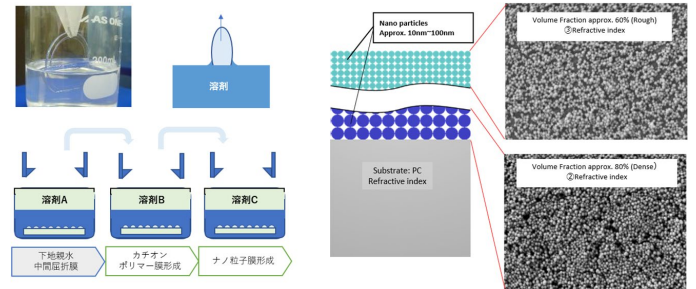 AS ON
200ml
溶剤
溶剤A
溶剤B
溶剤C
下地親水
中間屈折膜
カチオン
ポリマー膜形成
ナノ粒子膜形成
Nano particles
Approx. 10nm~100nm
Substrate: PC
Refractive index
Volume Fraction approx. 60% (Rough)
③Refractive index
Volume Fraction approx. 80% (Dense)
②Refractive index